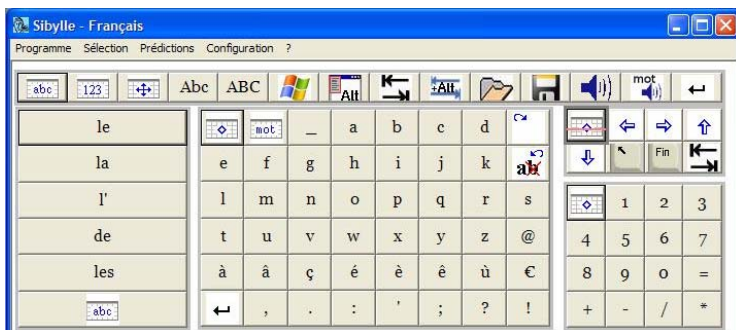 Sibylle - Français
Programme Sélection Prédictions Configuration ?
abc 123 Abc ABC Alt +Alt mot
le
la
l'
de
les
abc
mot _ a b c d
e f g h i j k ab
l m n o p q r s
t u v w x y z @
à â ç é è ê ù €
, . : ' ; ? !
Fin
1 2 3
4 5 6 7
8 9 0 =
+ - / *